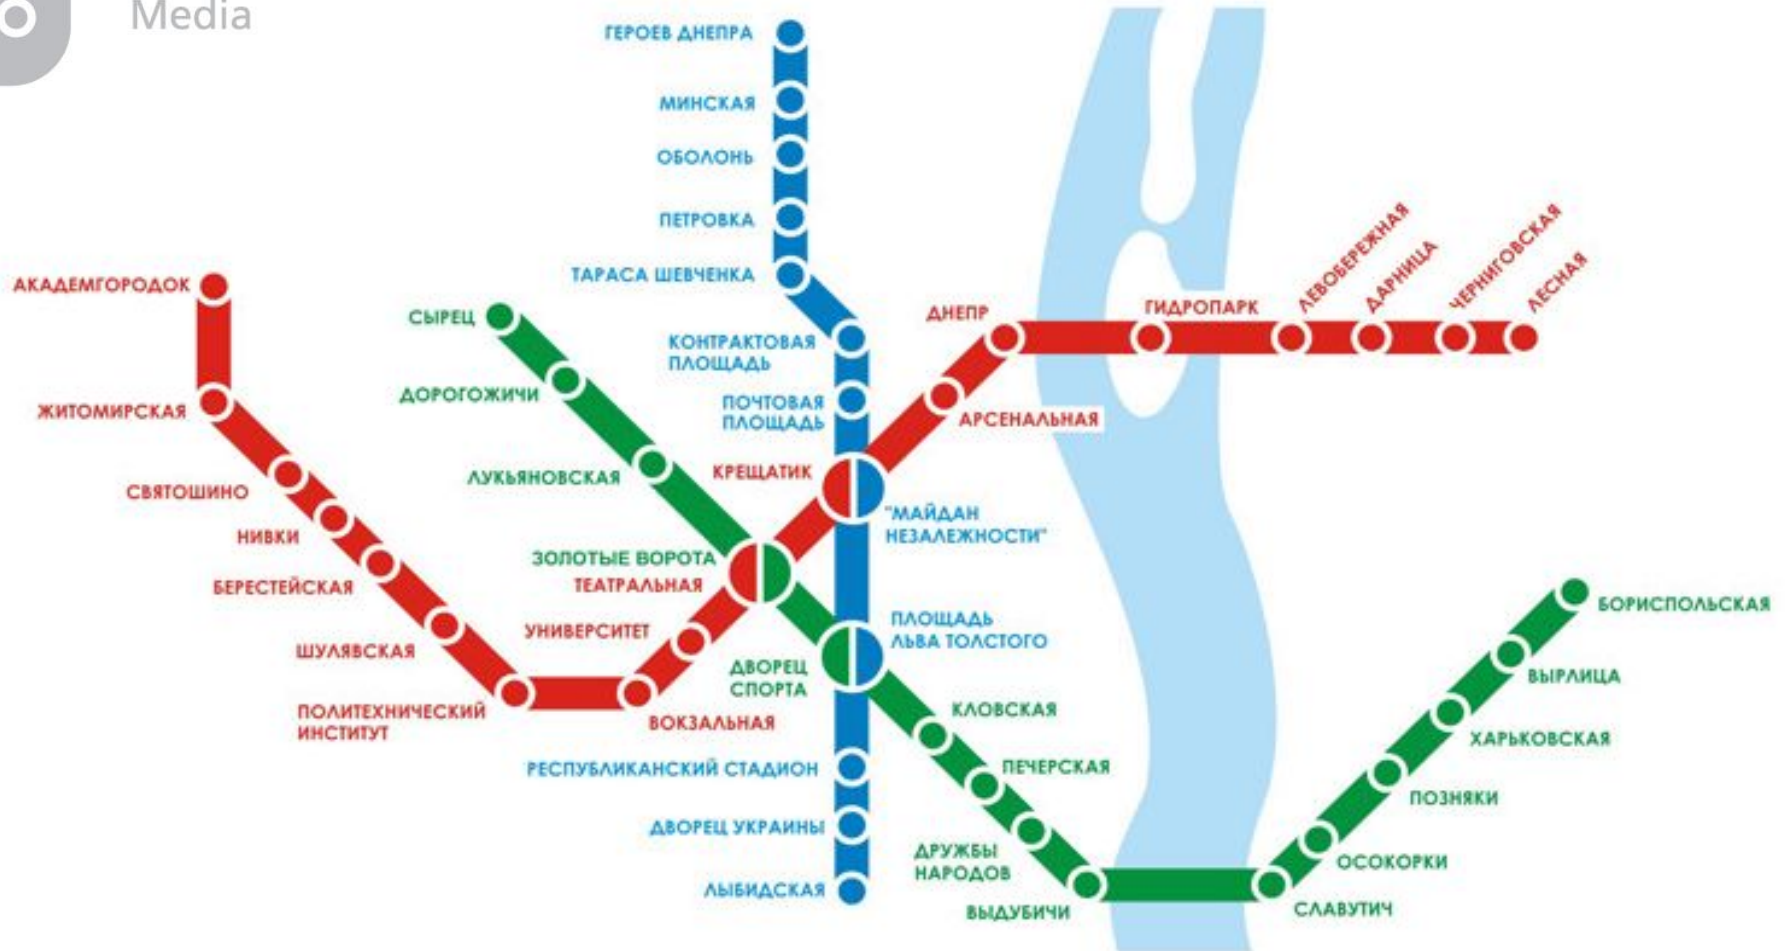 Media
ГЕРОЕВ ДНЕПРА
МИНСКАЯ
ОБОЛОНЬ
ПЕТРОВКА
ТАРАСА ШЕВЧЕНКА
КОНТРАКТОВАЯ
ПЛОЩАДЬ
ПОЧТОВАЯ
ПЛОЩАДЬ
КРЕЩАТИК
"МАЙДАН
НЕЗАЛЕЖНОСТИ"
ПЛОЩАДЬ
ЛЬВА ТОЛСТОГО
РЕСПУБЛИКАНСКИЙ СТАДИОН
ДВОРЕЦ УКРАИНЫ
ЛЫБИДСКАЯ
АКАДЕМГОРОДОК
ЖИТОМИРСКАЯ
СВЯТОШИНО
НИВКИ
БЕРЕСТЕЙСКАЯ
ШУЛЯВСКАЯ
ПОЛИТЕХНИЧЕСКИЙ
ИНСТИТУТ
ВОКЗАЛЬНАЯ
УНИВЕРСИТЕТ
ЗОЛОТЫЕ ВОРОТА
ТЕАТРАЛЬНАЯ
АРСЕНАЛЬНАЯ
ДНЕПР
ГИДРОПАРК
ЛЕВОБЕРЕЖНАЯ
ДАРНИЦА
ЧЕРНИГОВСКАЯ
ЛЕСНАЯ
СЫРЕЦ
ДОРОГОЖИЧИ
ЛУКЬЯНОВСКАЯ
ДВОРЕЦ
СПОРТА
КЛОВСКАЯ
ПЕЧЕРСКАЯ
ДРУЖБЫ
НАРОДОВ
ВЫДУБИЧИ
СЛАВУТИЧ
ОСОКОРКИ
ПОЗНЯКИ
ХАРЬКОВСКАЯ
ВЫРЛИЦА
БОРИСПОЛЬСКАЯ